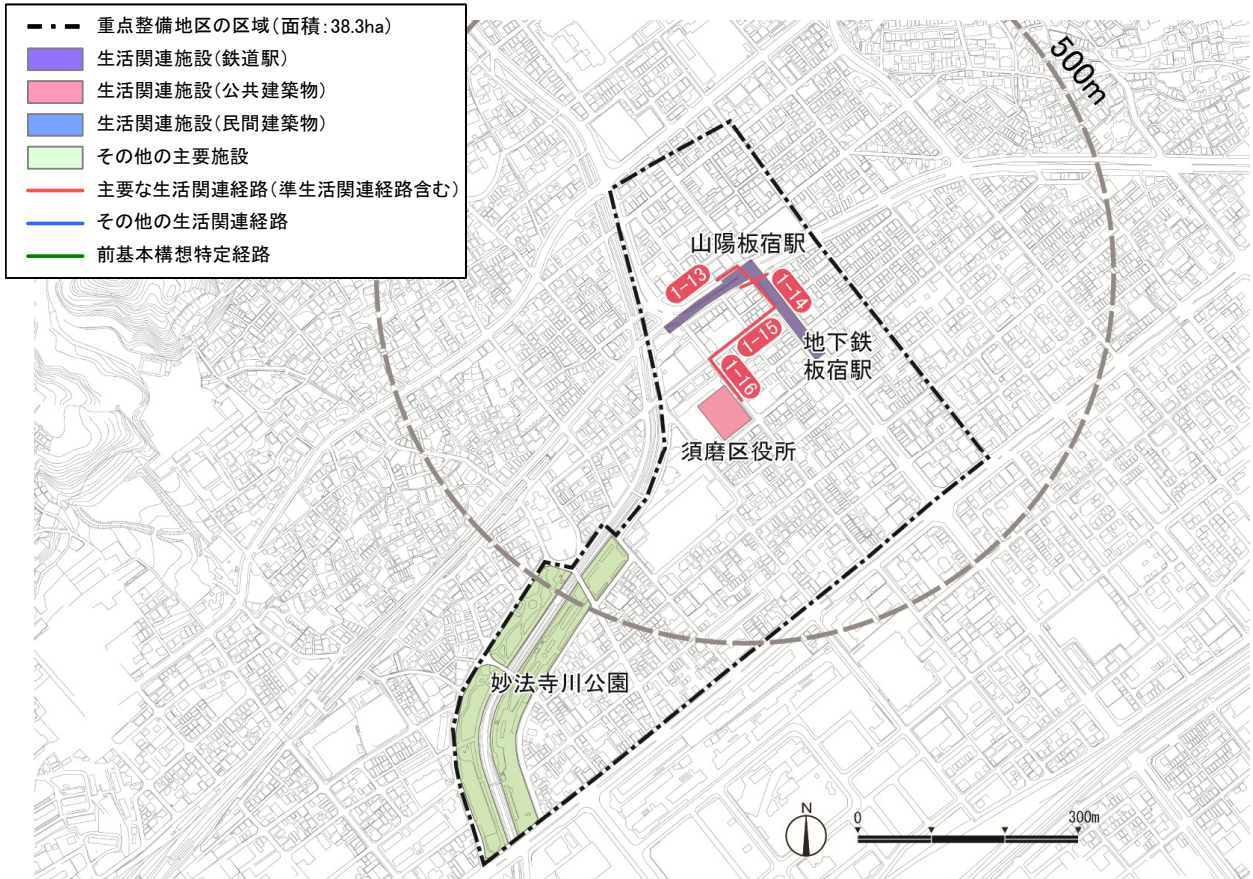 重点整備地区の区域(面積:38.3ha)
生活関連施設(鉄道駅)
生活関連施設(公共建築物)
生活関連施設(民間建築物)
その他の主要施設
主要な生活関連経路(準生活関連経路含む)
その他の生活関連経路
前基本構想特定経路
500m
山陽板宿駅
1-13
1-14
1-15
地下鉄
板宿駅
1-16
須磨区役所
妙法寺川公園
N
0
300m